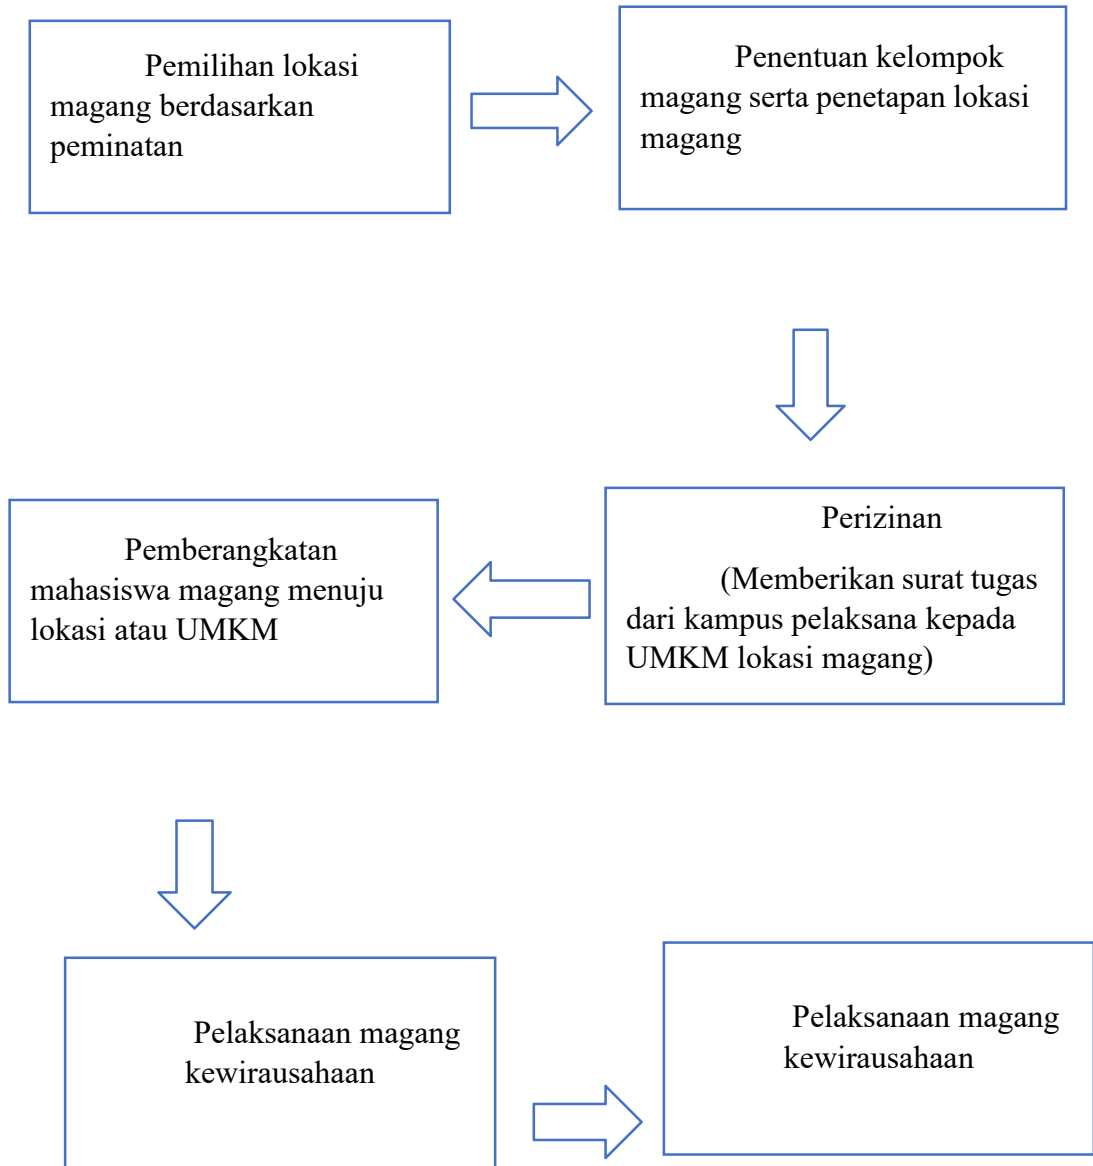 Pemilihan lokasi
magang berdasarkan
peminatan
Penentuan kelompok
magang serta penetapan lokasi
magang
Perizinan
(Memberikan surat tugas
dari kampus pelaksana kepada
UMKM lokasi magang)
Pemberangkatan
mahasiswa magang menuju
lokasi atau UMKM
Pelaksanaan magang
kewirausahaan
Pelaksanaan magang
kewirausahaan